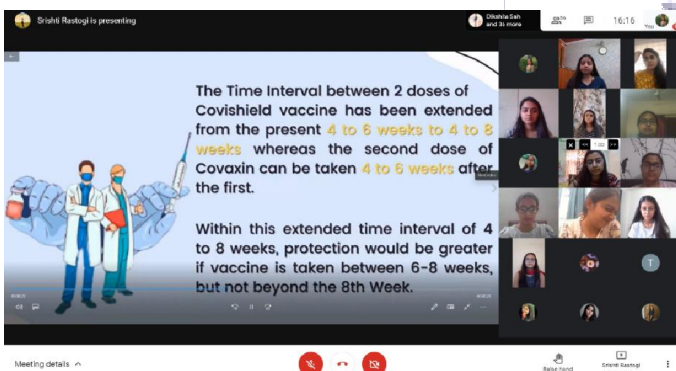 Srishti Rastogi is presenting
Dikshita Sah
and 31 more
16:16
You
The Time Interval between 2 doses of
Covishield vaccine has been extended
from the present 4 to 6 weeks to 4 to 8
weeks whereas the second dose of
Covaxin can be taken 4 to 6 weeks after
the first.
Within this extended time interval of 4
to 8 weeks, protection would be greater
if vaccine is taken between 6-8 weeks,
but not beyond the 8th Week.
T
Meeting details
Raise hand
Srishti Rastogi